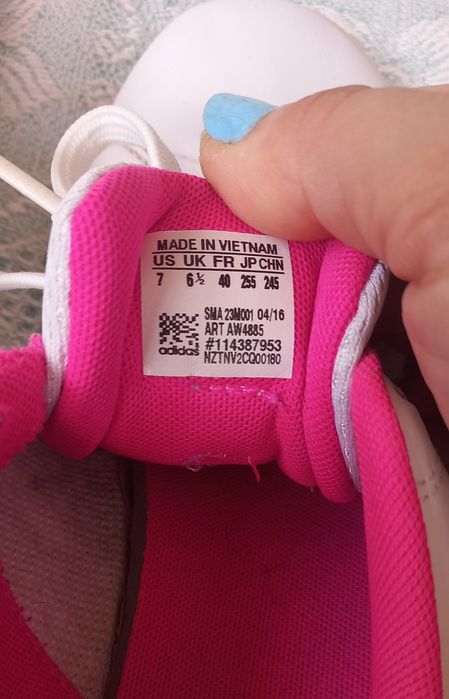 MADE IN VIETNAM
US UK FR JP CHN
7 6½ 40 255 245
SMA 23M001 04/16
ART AW4885
#114387953
adidas NZTNV2CQ00180